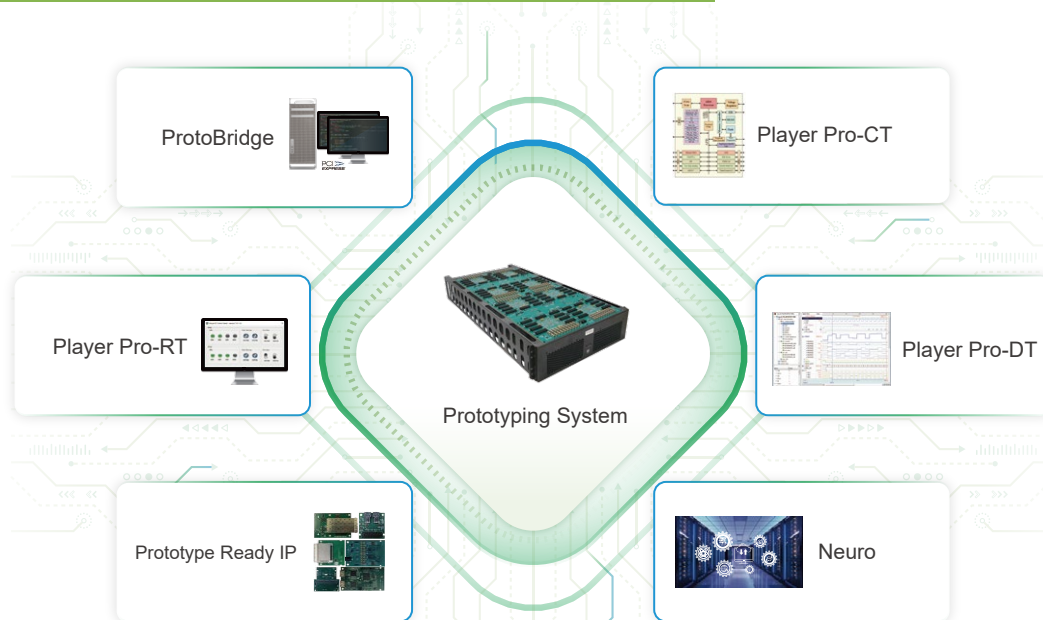 ProtoBridge
PCI
EXPRESS
Player Pro-CT
Player Pro-RT
Prototyping System
Player Pro-DT
Prototype Ready IP
Neuro